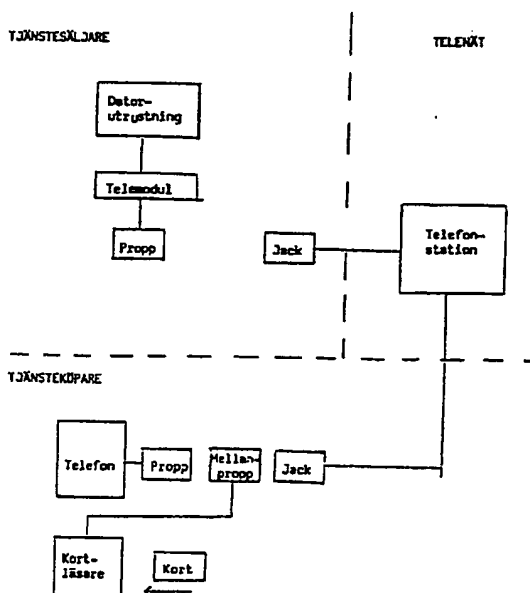 TJÄNSTESÄLJARE
TELENÄT
Dator-
utrustning
Telemodul
Propp
Jack
Telefon-
station
TJÄNSTEKÖPARE
Telefon
Propp
Mellan-
propp
Jack
Kort-
läsare
Kort